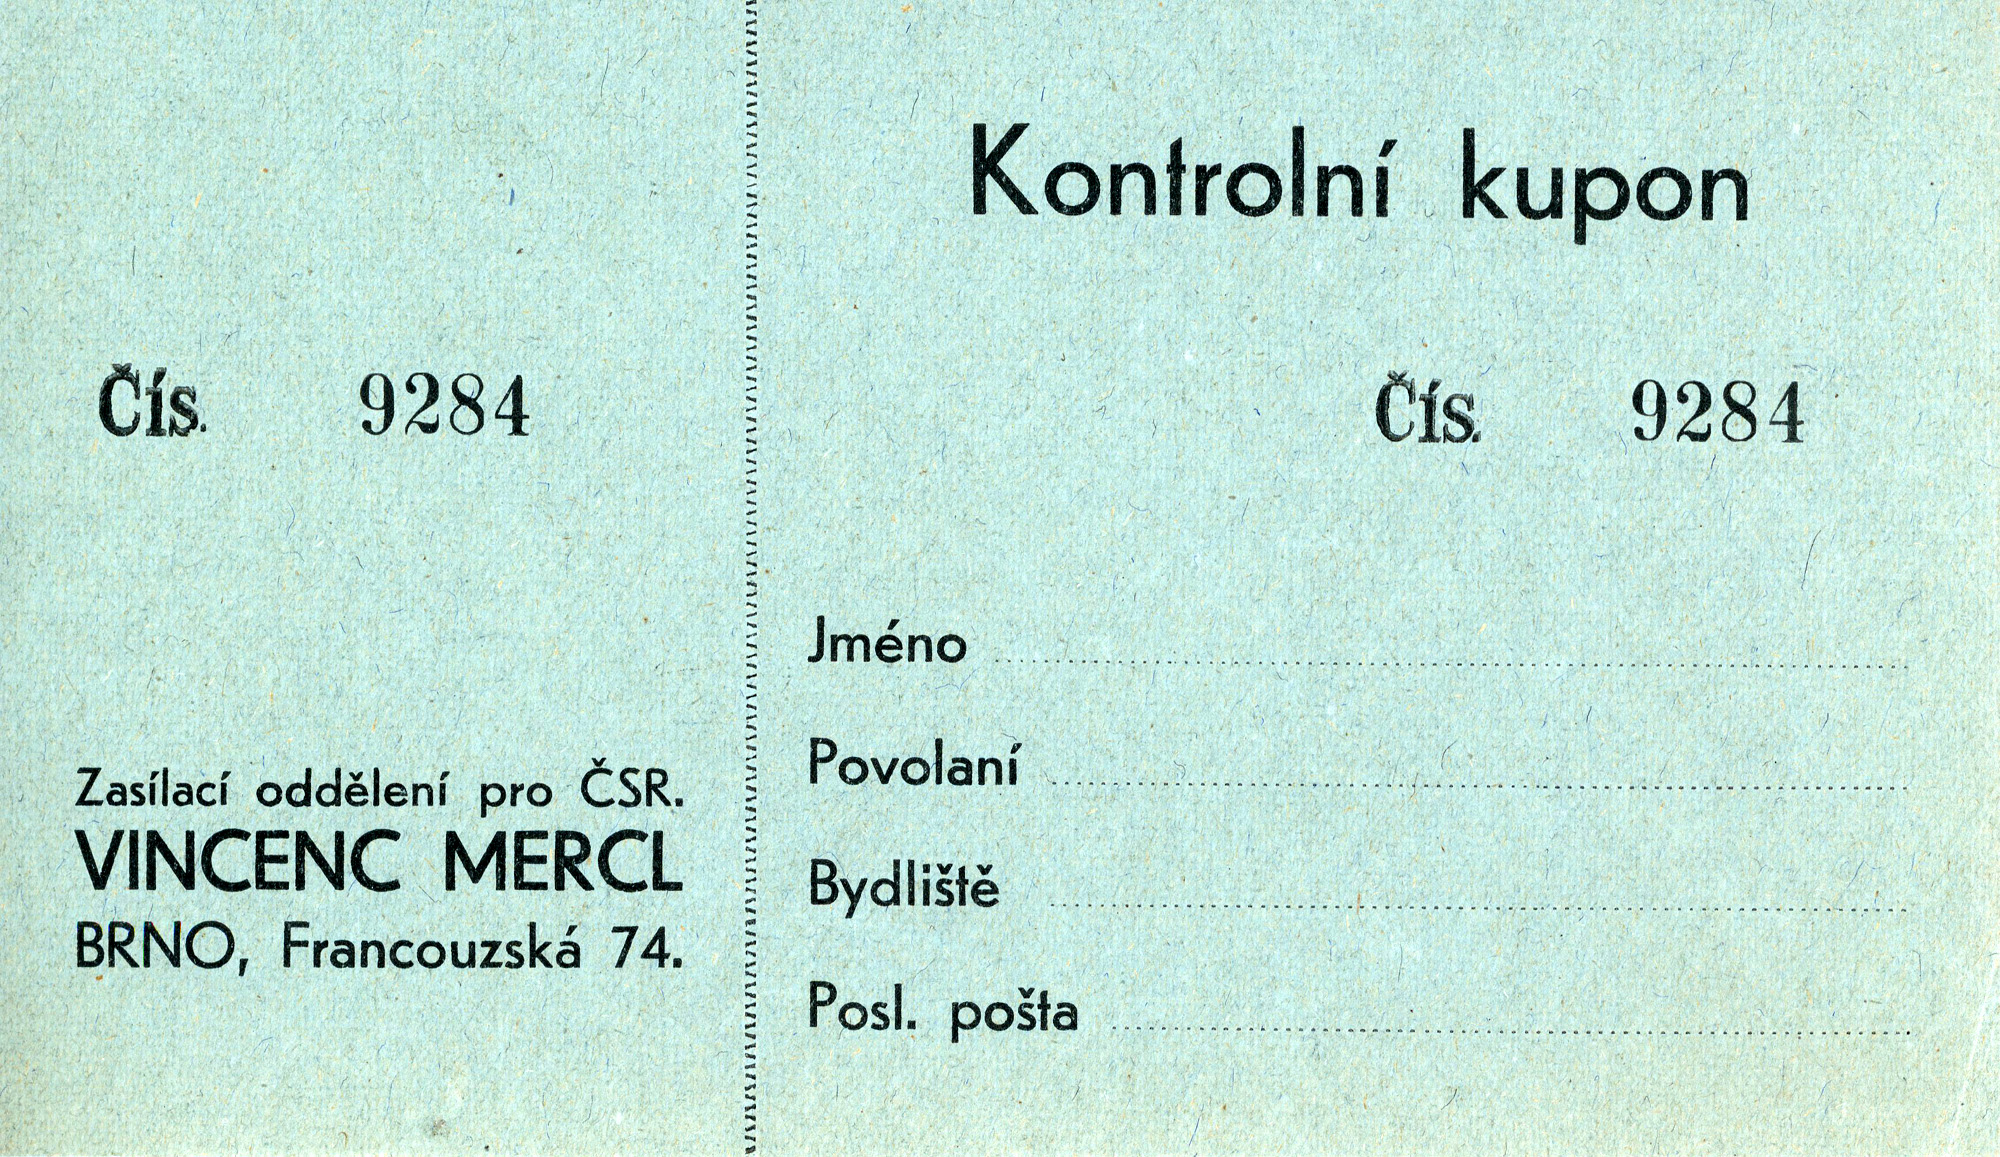 Čís. 9284
Zasílací oddělení pro ČSR.
VINCENC MERCL
BRNO, Francouzská 74.
Kontrolní kupon
Čís. 9284
Jméno
Povolaní
Bydliště
Posl. pošta